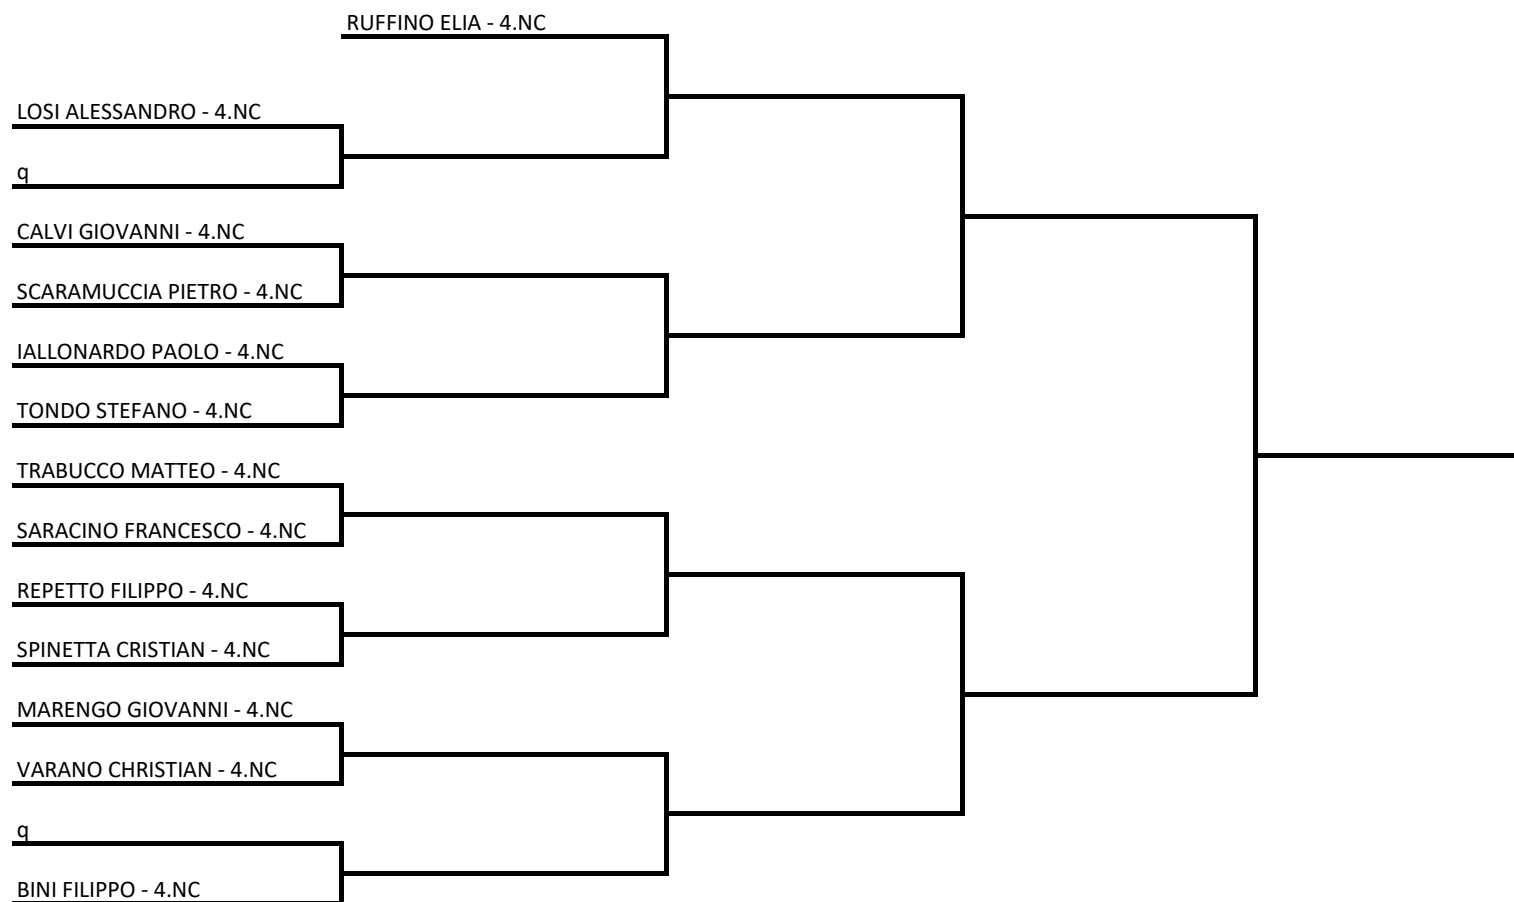 RUFFINO ELIA - 4.NC
LOSI ALESSANDRO - 4.NC
q
CALVI GIOVANNI - 4.NC
SCARAMUCCIA PIETRO - 4.NC
IALLONARDO PAOLO - 4.NC
TONDO STEFANO - 4.NC
TRABUCCO MATTEO - 4.NC
SARACINO FRANCESCO - 4.NC
REPETTO FILIPPO - 4.NC
SPINETTA CRISTIAN - 4.NC
MARENGO GIOVANNI - 4.NC
VARANO CHRISTIAN - 4.NC
q
BINI FILIPPO - 4.NC